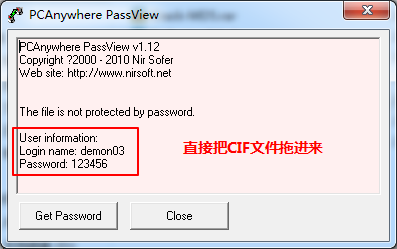 PCAnywhere PassView
PCAnywhere PassView v1.12
Copyright ?2000 - 2010 Nir Sofer
Web site: http://www.nirsoft.net
The file is not protected by password.
User information:
Login name: demon03
Password: 123456
直接把CIF文件拖进来
Get Password
Close